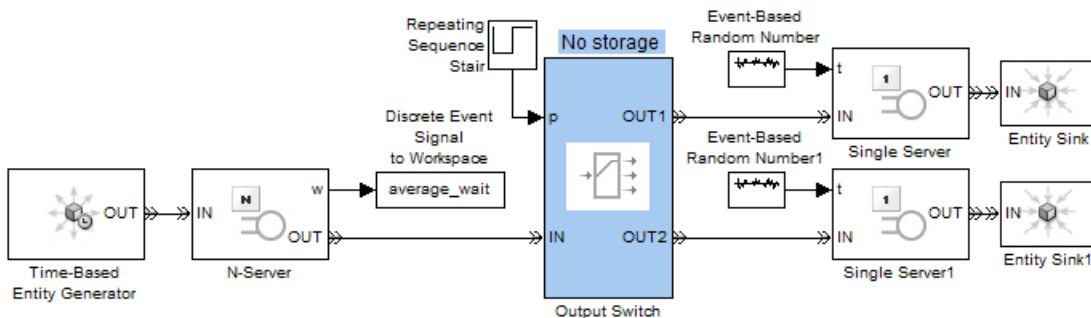 Repeating
Sequence
Stair
No storage
Event-Based
Random Number
t
1
OUT
IN
IN
Entity Sink
Single Server
p
OUT1
Discrete Event
Signal
to Workspace
average_wait
Event-Based
Random Number1
t
1
OUT
IN
IN
Entity Sink1
Single Server1
OUT
Time-Based
Entity Generator
IN
N
w
OUT
N-Server
IN
OUT2
Output Switch